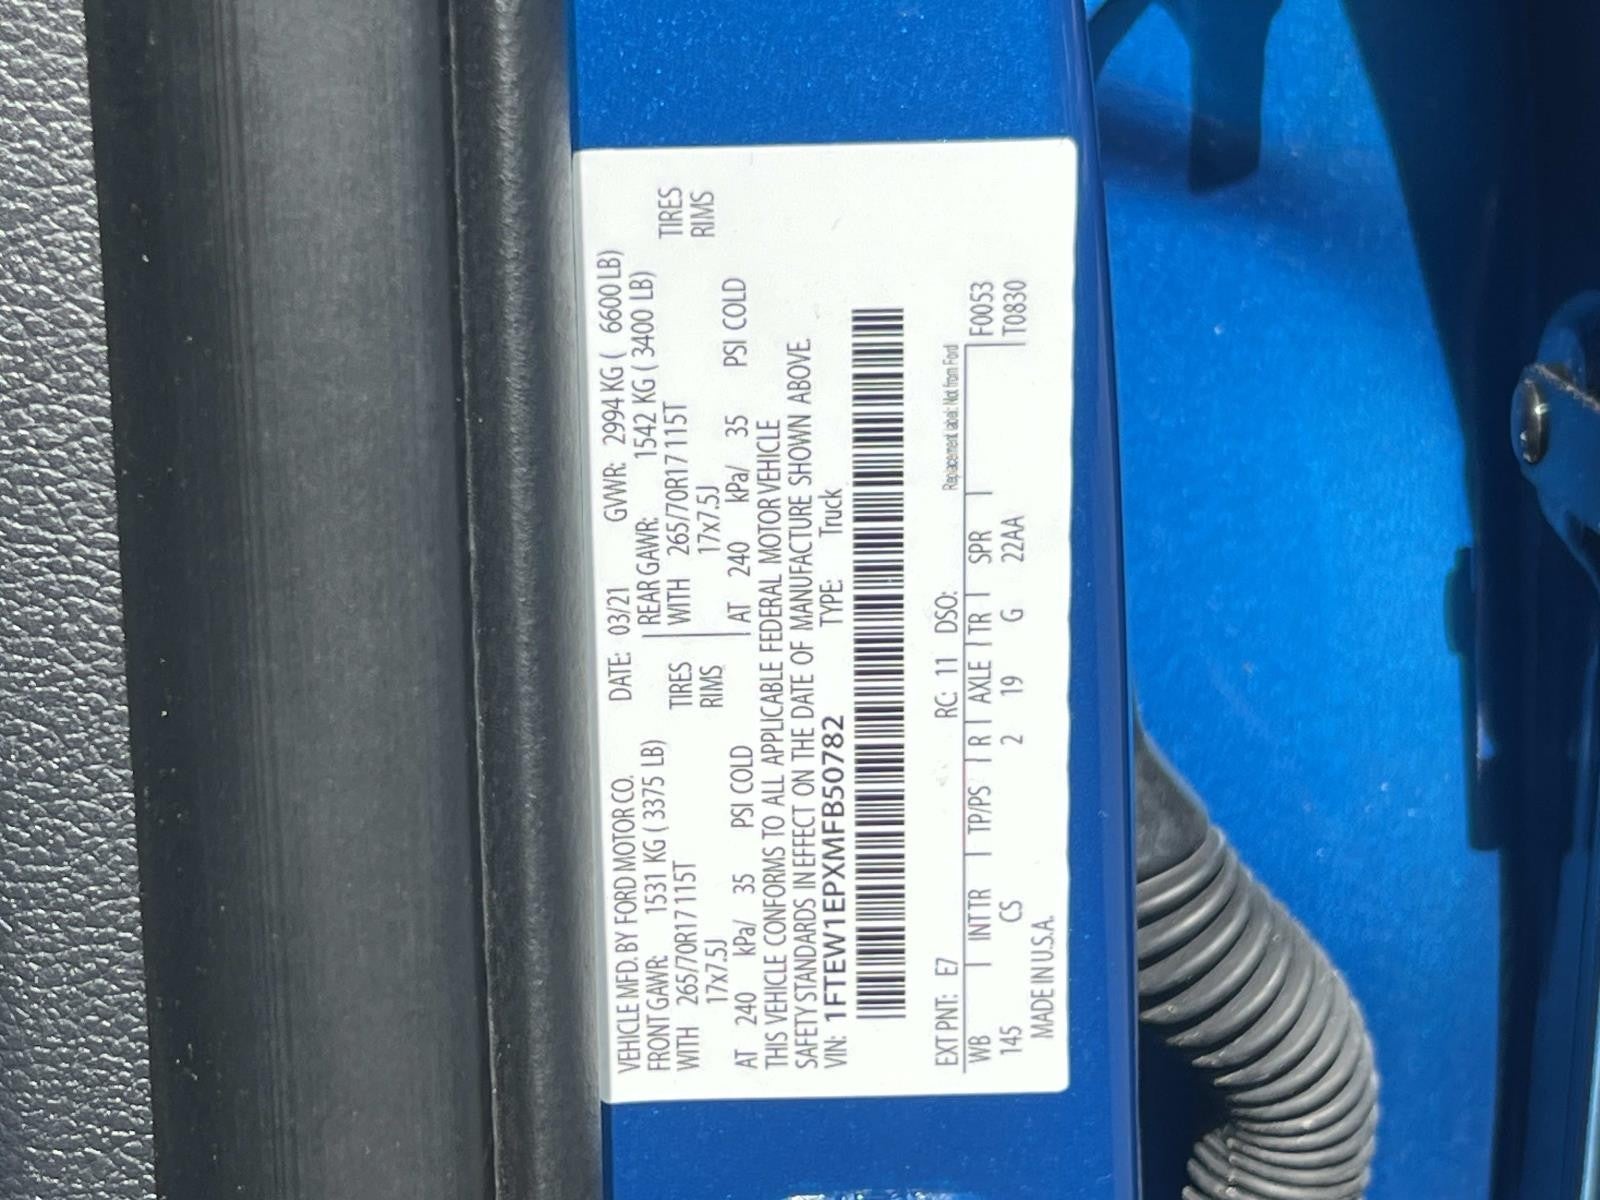 VEHICLE MFD. BY FORD MOTOR CO. DATE: 03/21 GVWR: 2994 KG ( 6600 LB)
FRONT GAWR: 1531 KG ( 3375 LB) REAR GAWR: 1542 KG ( 3400 LB)
WITH 265/70R17 115T TIRES WITH 265/70R17 115T TIRES
17x7.5J RIMS 17x7.5J RIMS
AT 240 kPa/ 35 PSI COLD AT 240 kPa/ 35 PSI COLD
THIS VEHICLE CONFORMS TO ALL APPLICABLE FEDERAL MOTOR VEHICLE
SAFETY STANDARDS IN EFFECT ON THE DATE OF MANUFACTURE SHOWN ABOVE.
VIN: 1FTEW1EPXMFB50782 TYPE: Truck
EXT PNT: E7 RC: 11 DSO: Replacement label: Not from Ford
WB INT TR TP/PS R AXLE TR SPR F0053
145 CS 2 19 G 22AA T0830
MADE IN U.S.A.